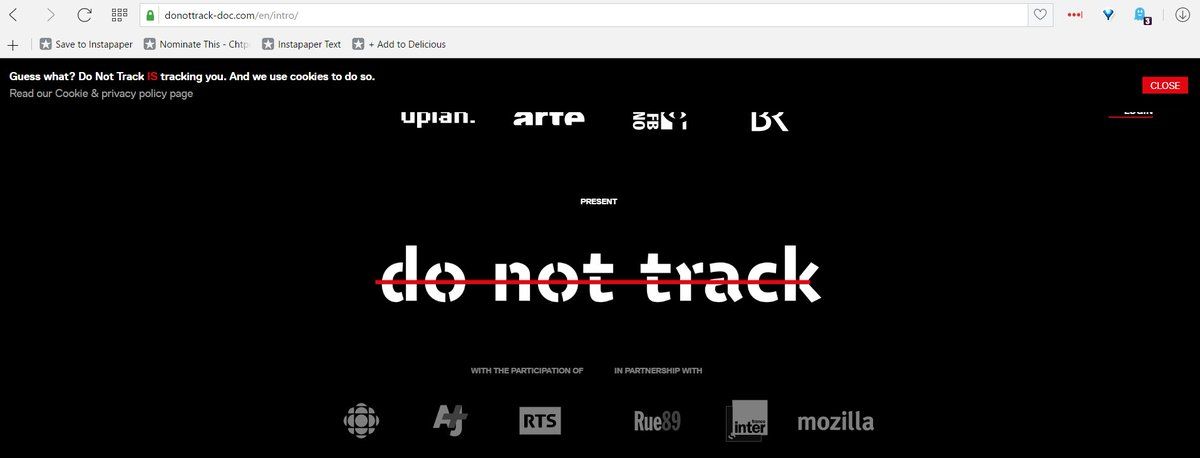 donottrack-doc.com/en/intro/
3
Save to Instapaper
Nominate This - Chtp
Instapaper Text
+ Add to Delicious
Guess what? Do Not Track IS tracking you. And we use cookies to do so.
Read our Cookie & privacy policy page
CLOSE
upian.
arte
LOGIN
PRESENT
do not track
WITH THE PARTICIPATION OF
IN PARTNERSHIP WITH
AJ+
RTS
Rue89
france
inter
mozilla